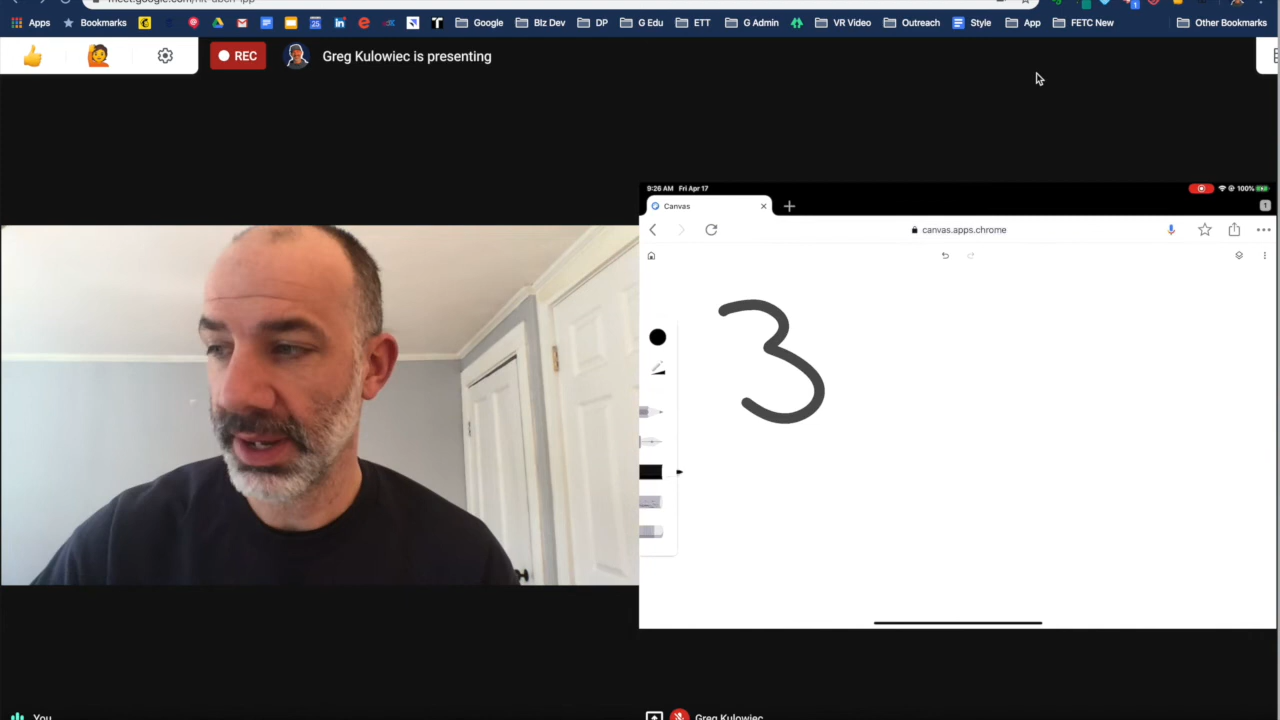 Apps
Bookmarks
Google
Biz Dev
DP
G Edu
ETT
G Admin
VR Video
Outreach
Style
App
FETC New
Other Bookmarks
REC
Greg Kulowiec is presenting
9:26 AM Fri Apr 17
100%
Canvas
1
canvas.apps.chrome
3
You
Greg Kulowiec